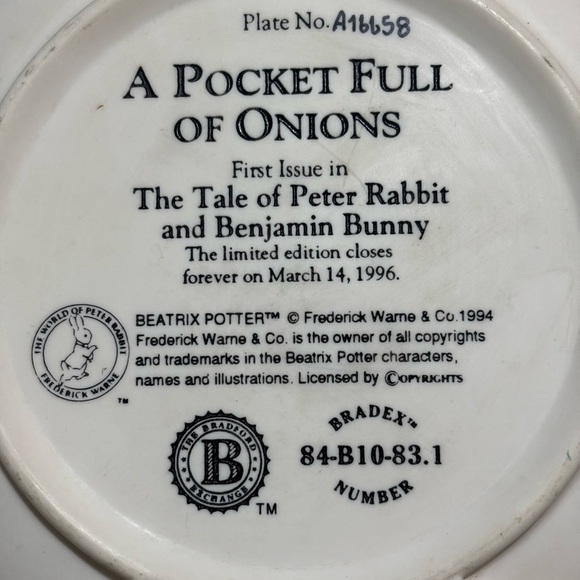 Plate No. A16658
A POCKET FULL
OF ONIONS
First Issue in
The Tale of Peter Rabbit
and Benjamin Bunny
The limited edition closes
forever on March 14, 1996.
THE WORLD OF PETER RABBIT
FREDERICK WARNE
TM
BEATRIX POTTER™ © Frederick Warne & Co.1994
Frederick Warne & Co. is the owner of all copyrights
and trademarks in the Beatrix Potter characters,
names and illustrations. Licensed by ©OPYRIGHTS
THE BRADFORD
B
EXCHANGE
TM
BRADEX™
84-B10-83.1
NUMBER